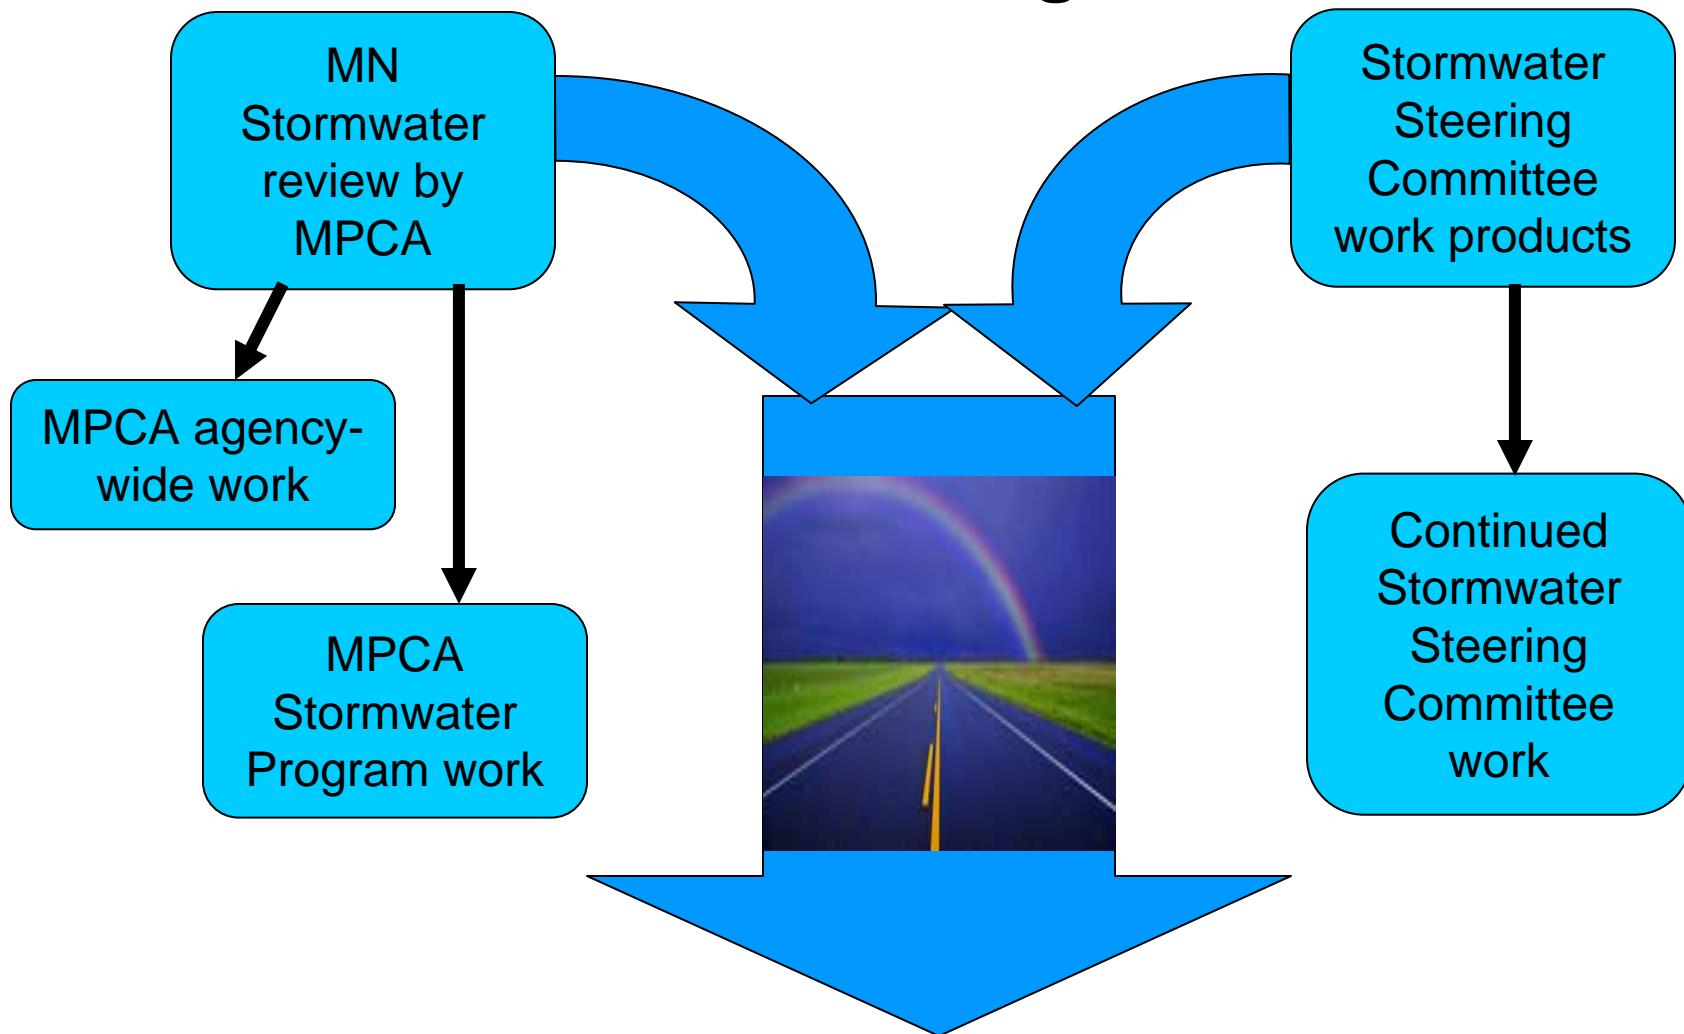 MN
Stormwater
review by
MPCA
Stormwater
Steering
Committee
work products
MPCA agency-
wide work
MPCA
Stormwater
Program work
Continued
Stormwater
Steering
Committee
work